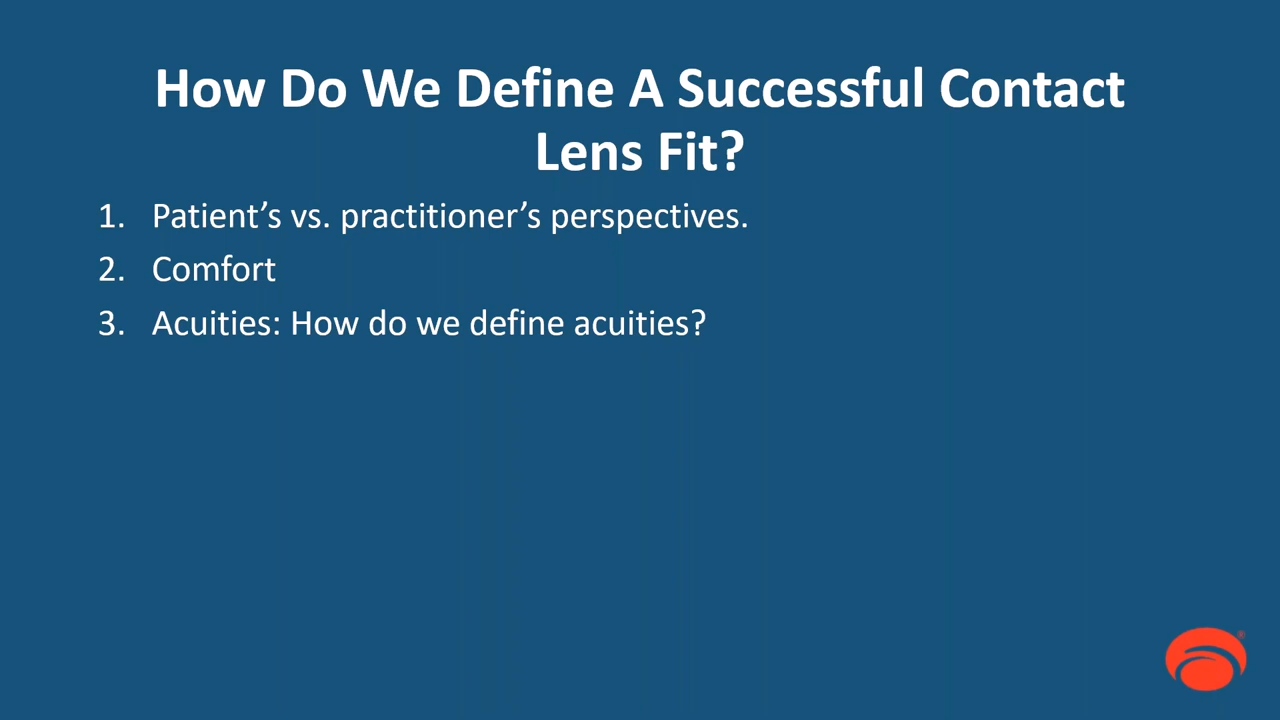 How Do We Define A Successful Contact
Lens Fit?
1. Patient’s vs. practitioner’s perspectives.
2. Comfort
3. Acuities: How do we define acuities?
®